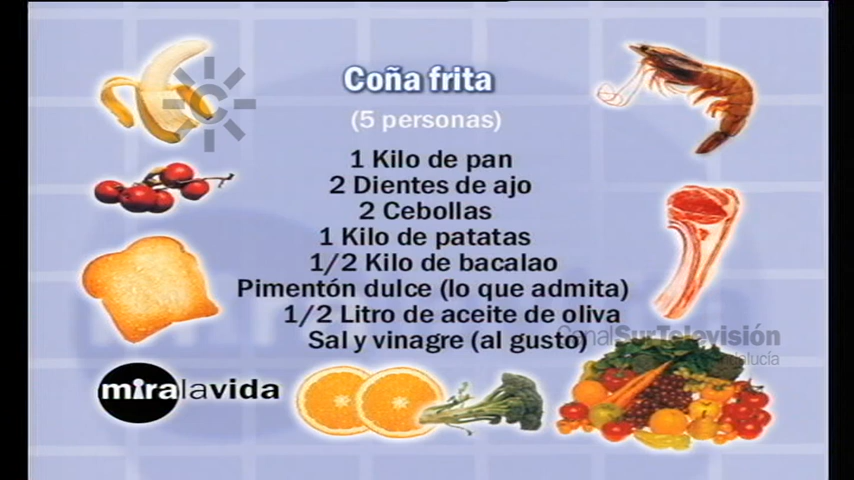 Coña frita
(5 personas)
1 Kilo de pan
2 Dientes de ajo
2 Cebollas
1 Kilo de patatas
1/2 Kilo de bacalao
Pimentón dulce (lo que admita)
1/2 Litro de aceite de oliva
Sal y vinagre (al gusto)
CanalSurTelevisión
miralavida